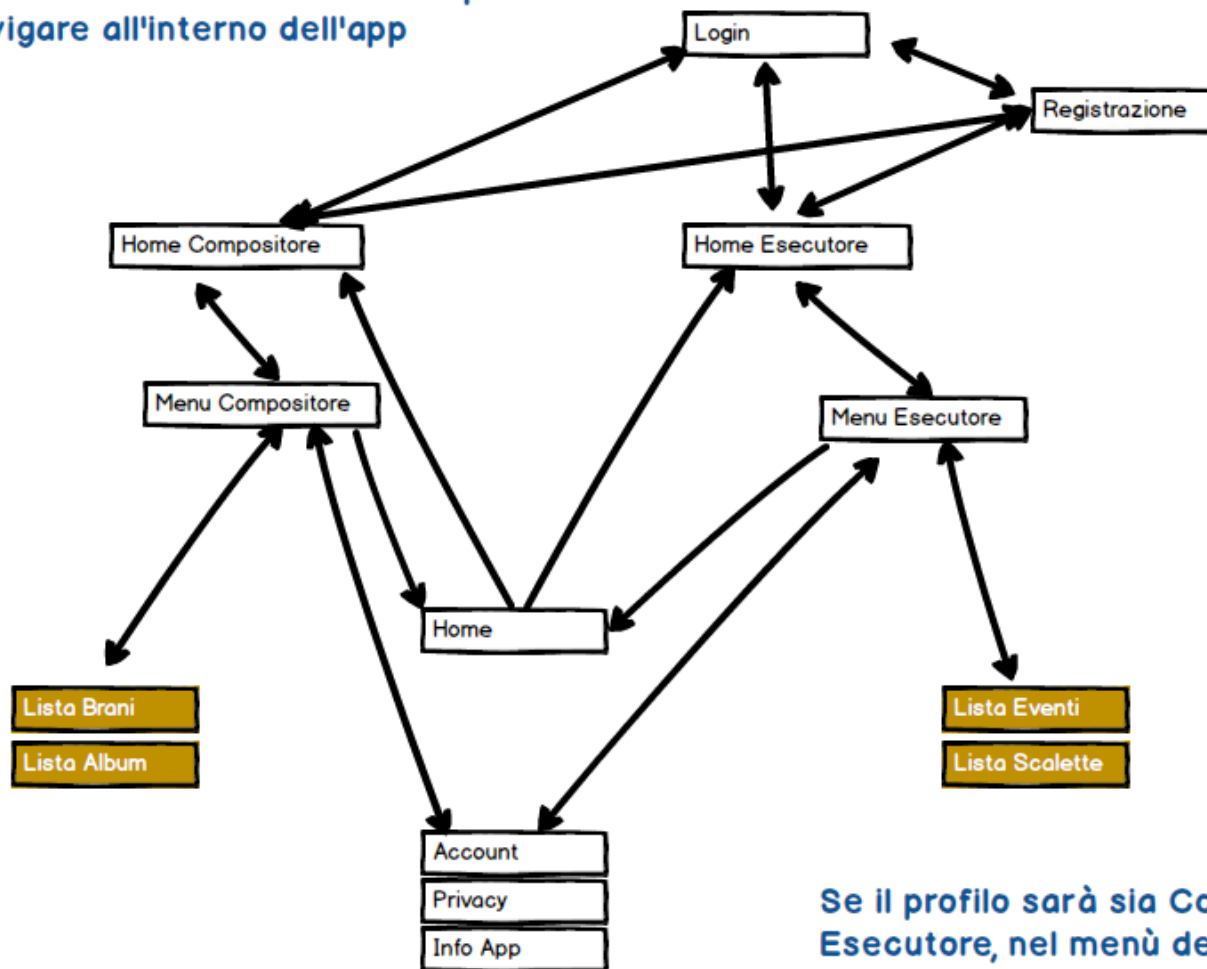 vigare all'interno dell'app
Login
Registrazione
Home Compositore
Home Esecutore
Menu Compositore
Menu Esecutore
Home
Lista Brani
Lista Album
Lista Eventi
Lista Scalette
Account
Privacy
Info App
Se il profilo sarà sia Co
Esecutore, nel menù de